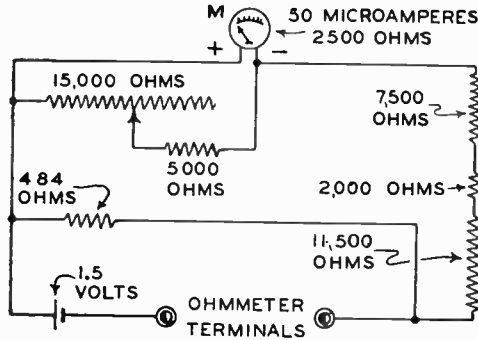 M
50 MICROAMPERES
2500 OHMS
+
−
15,000 OHMS
7,500
OHMS
5000
OHMS
484
OHMS
2,000 OHMS
11,500
OHMS
1.5
VOLTS
OHMMETER
TERMINALS